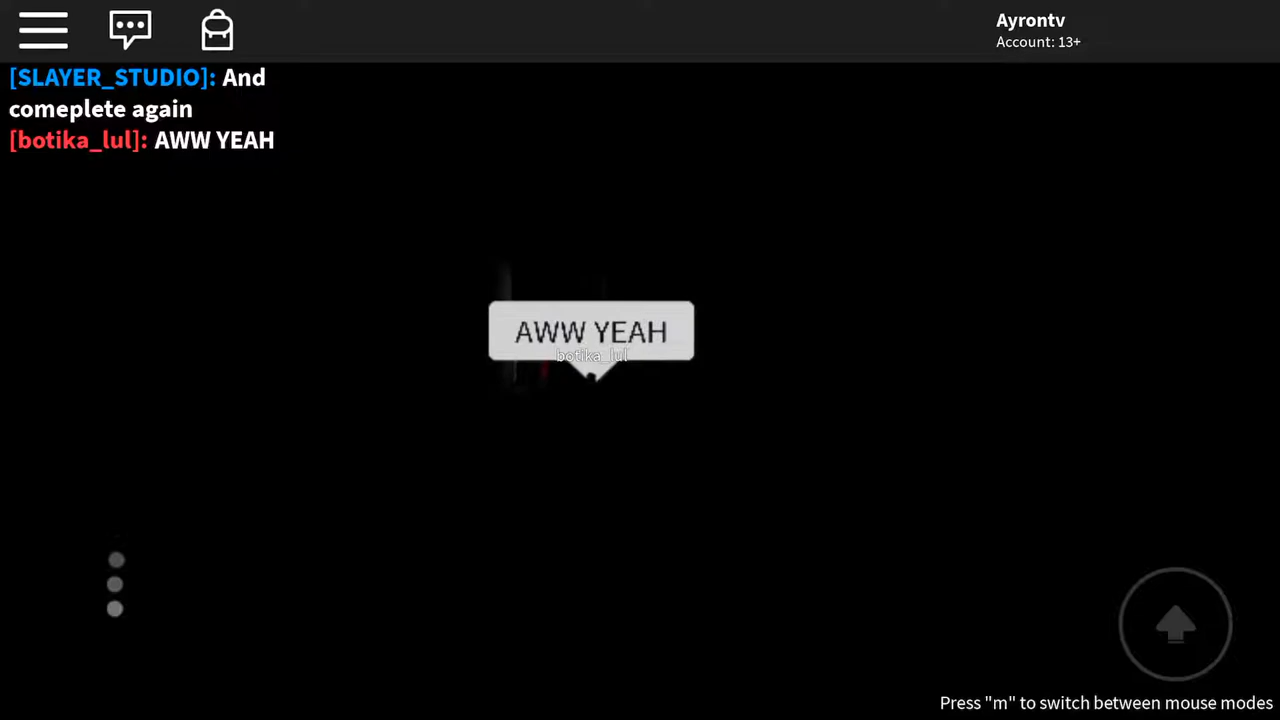 Ayrontv
Account: 13+
[SLAYER_STUDIO]: And
comeplete again
[botika_lul]: AWW YEAH
AWW YEAH
botika_lul
Press "m" to switch between mouse modes